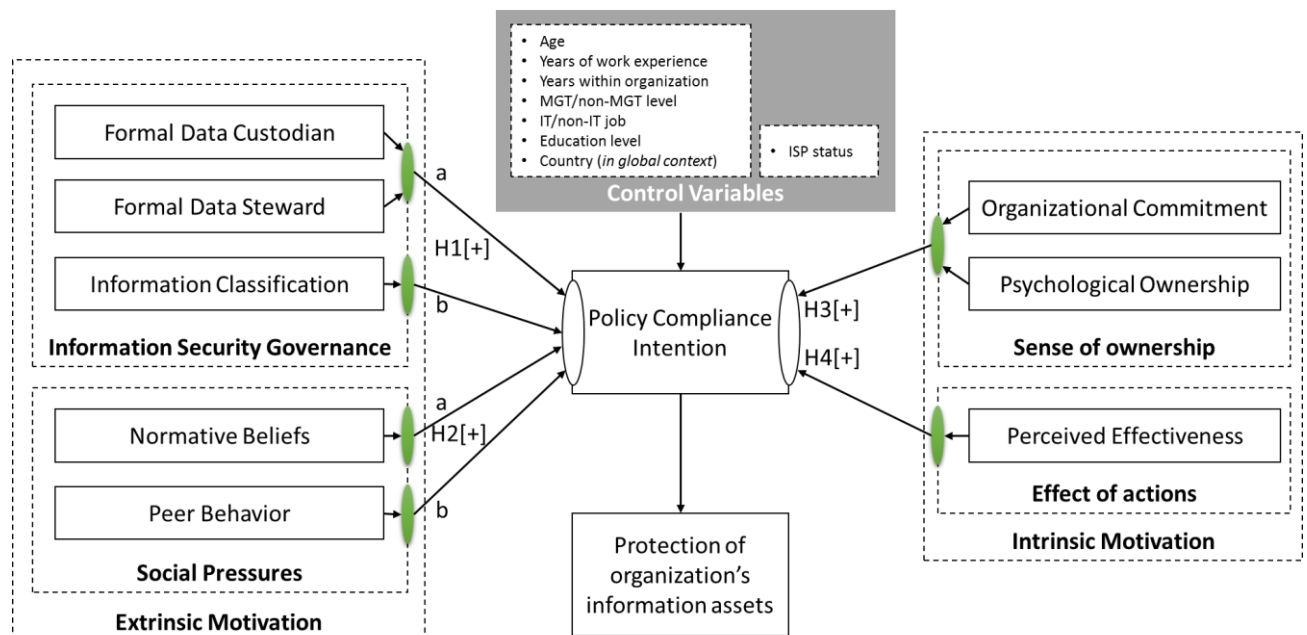 • Age
• Years of work experience
• Years within organization
• MGT/non-MGT level
• IT/non-IT job
• Education level
• Country (in global context)
• ISP status
Control Variables
Formal Data Custodian
Formal Data Steward
Information Classification
Information Security Governance
a
H1[+]
b
Normative Beliefs
Peer Behavior
Social Pressures
Extrinsic Motivation
a
H2[+]
b
Policy Compliance
Intention
Protection of
organization's
information assets
H3[+]
H4[+]
Organizational Commitment
Psychological Ownership
Sense of ownership
Perceived Effectiveness
Effect of actions
Intrinsic Motivation